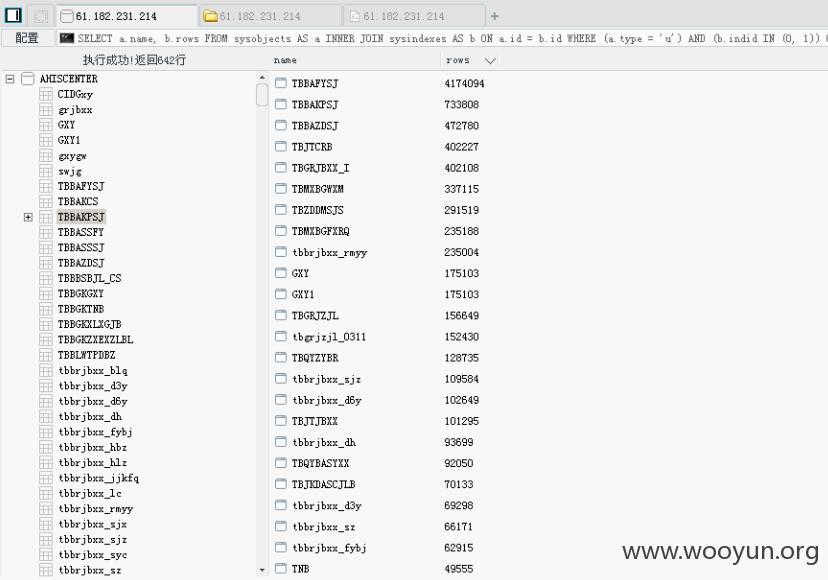 61.182.231.214
61.182.231.214
61.182.231.214
配置
SELECT a.name, b.rows FROM sysobjects AS a INNER JOIN sysindexes AS b ON a.id = b.id WHERE (a.type = 'u') AND (b.indid IN (0, 1))
执行成功!返回642行
name rows
AHISCENTER
CIDGxy
grjbxx
GXY
GXY1
gxygw
swjg
TBBAFYSJ
TBBAKCS
TBBAKPSJ
TBBASSFY
TBBASSSJ
TBBAZDSJ
TBBBSBJL_CS
TBBGKGXY
TBBGKTNB
TBBGKXLXGJB
TBBGKZXEXZLBL
TBBLWTPDBZ
tbbrjbxx_blq
tbbrjbxx_d3y
tbbrjbxx_d6y
tbbrjbxx_dh
tbbrjbxx_fybj
tbbrjbxx_hbz
tbbrjbxx_hlz
tbbrjbxx_jjkfq
tbbrjbxx_lc
tbbrjbxx_rmyy
tbbrjbxx_sjx
tbbrjbxx_sjz
tbbrjbxx_syc
tbbrjbxx_sz
TBBAFYSJ 4174094
TBBAKPSJ 733808
TBBAZDSJ 472780
TBJTCRB 402227
TBGRJBXX_I 402108
TBMXBGWXM 337115
TBZDDMSJS 291519
TBMXBGFXRQ 235188
tbbrjbxx_rmyy 235004
GXY 175103
GXY1 175103
TBGRJZJL 156649
tbgrjzjl_0311 152430
TBQYZYBR 128735
tbbrjbxx_sjz 109584
tbbrjbxx_d6y 102649
TBJTJBXX 101295
tbbrjbxx_dh 93699
TBQYBASYXX 92050
TBJKDASCJLB 70133
tbbrjbxx_d3y 69298
tbbrjbxx_sz 66171
tbbrjbxx_fybj 62915
TNB 49555
www.wooyun.org